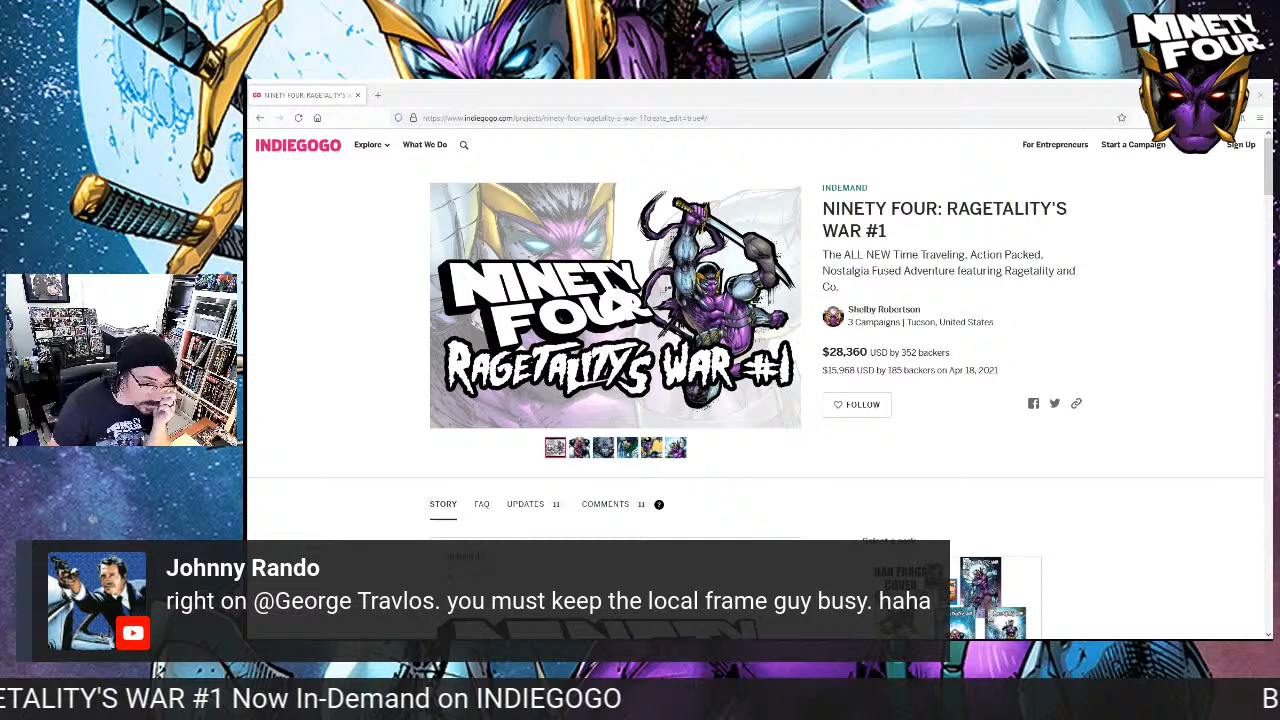 NINETY
FOUR
NINETY FOUR: RAGETALITY'S W
https://www.indiegogo.com/projects/ninety-four-ragetality-s-war-1?create_edit=true#/
INDIEGOGO
Explore
What We Do
For Entrepreneurs
Start a Campaign
Sign Up
NINETY
FOUR
RAGETALITY'S WAR #1
INDEMAND
NINETY FOUR: RAGETALITY'S
WAR #1
The ALL NEW Time Traveling, Action Packed,
Nostalgia Fused Adventure featuring Ragetality and
Co.
Shelby Robertson
3 Campaigns | Tucson, United States
$28,360 USD by 352 backers
$15,968 USD by 185 backers on Apr 18, 2021
FOLLOW
STORY
FAQ
UPDATES 11
COMMENTS 11
?
Johnny Rando
right on @George Travlos. you must keep the local frame guy busy. haha
ETALITY'S WAR #1 Now In-Demand on INDIEGOGO
B